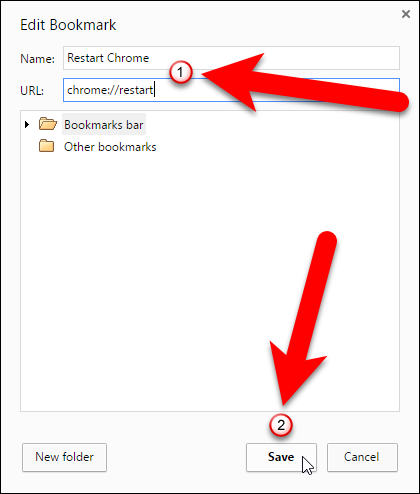 Edit Bookmark
Name: Restart Chrome
1
URL: chrome://restart
Bookmarks bar
Other bookmarks
2
New folder Save Cancel